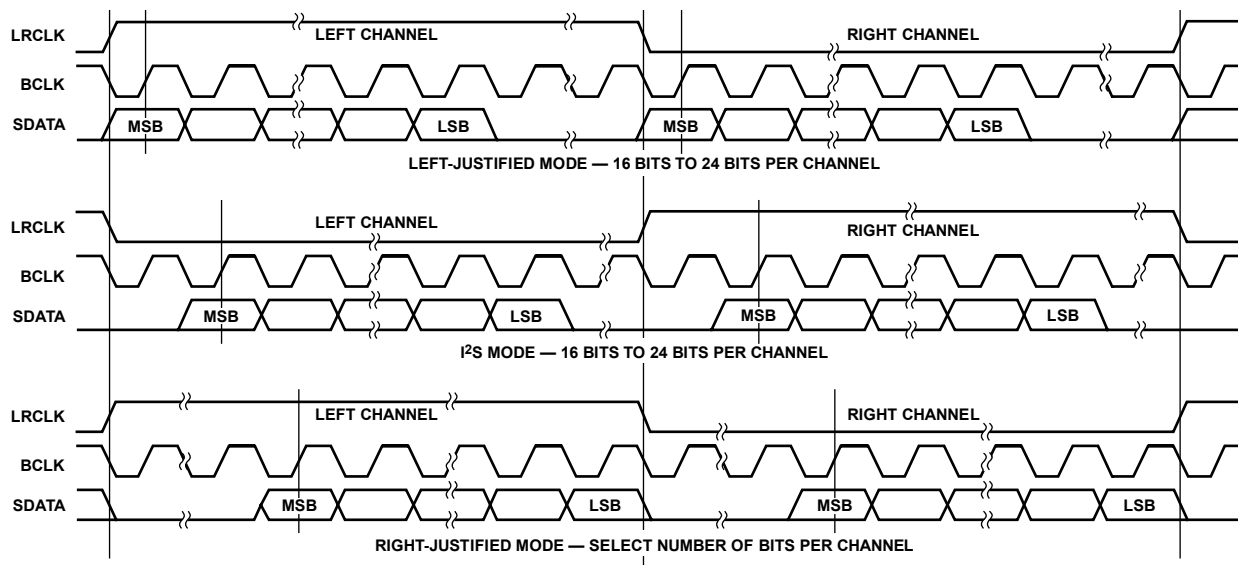 LRCLK LEFT CHANNEL RIGHT CHANNEL
BCLK
SDATA MSB LSB MSB LSB
LEFT-JUSTIFIED MODE — 16 BITS TO 24 BITS PER CHANNEL
LRCLK LEFT CHANNEL RIGHT CHANNEL
BCLK
SDATA MSB LSB MSB LSB
I²S MODE — 16 BITS TO 24 BITS PER CHANNEL
LRCLK LEFT CHANNEL RIGHT CHANNEL
BCLK
SDATA MSB LSB MSB LSB
RIGHT-JUSTIFIED MODE — SELECT NUMBER OF BITS PER CHANNEL